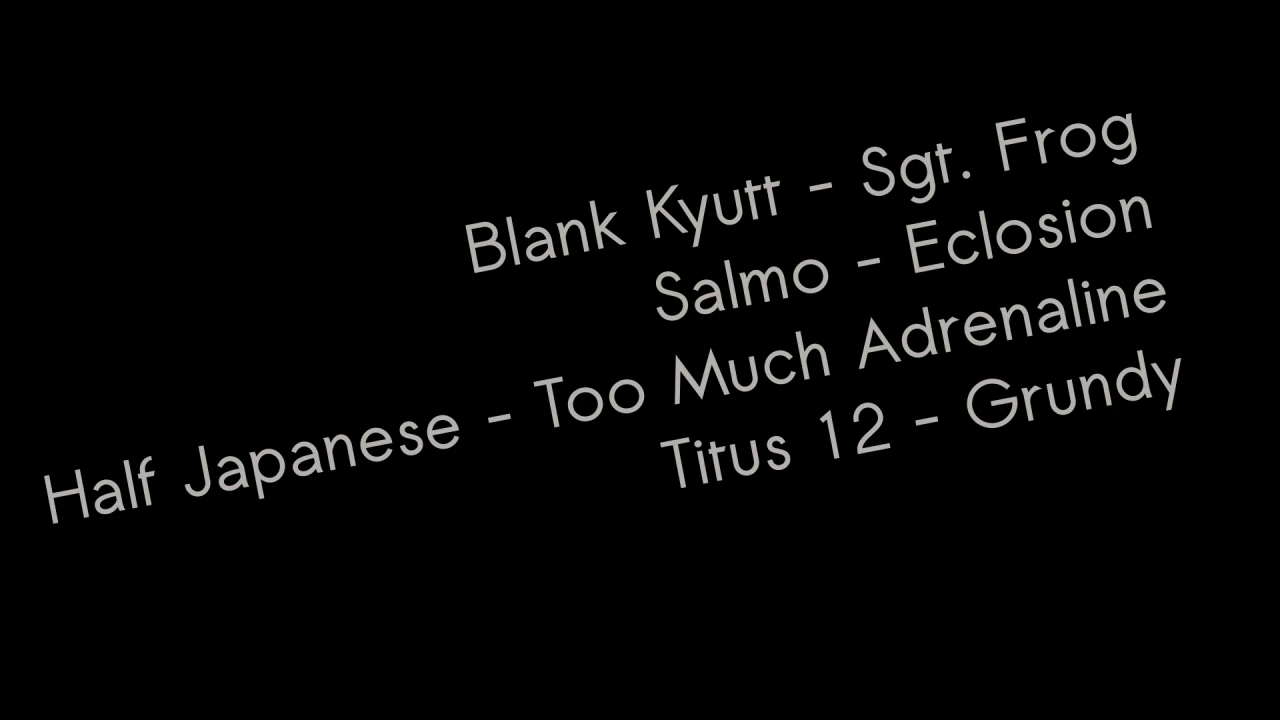 Blank Kyutt - Sgt. Frog
Salmo - Eclosion
Half Japanese - Too Much Adrenaline
Titus 12 - Grundy